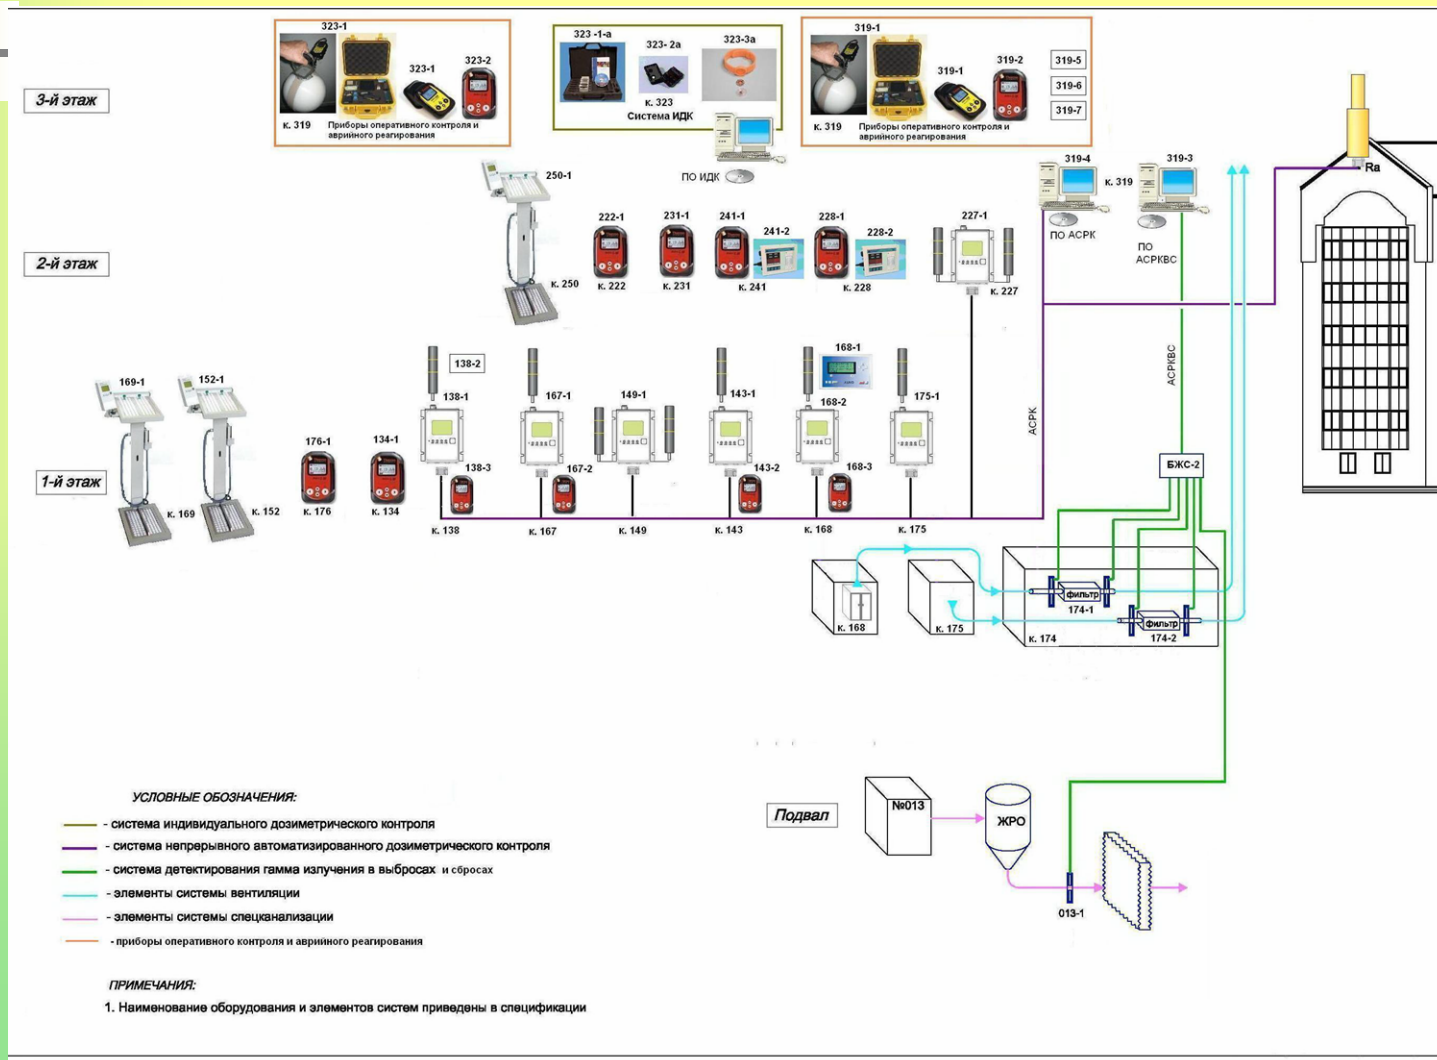 323-1
323-1
323-2
к. 319
Приборы оперативного контроля и
аврийного реагирования
323 -1-а
323- 2а
323-3а
к. 323
Система ИДК
ПО ИДК
319-1
319-1
319-2
319-5
319-6
319-7
к. 319
Приборы оперативного контроля и
аврийного реагирования
3-й этаж
319-4
к. 319
319-3
ПО АСРК
ПО
АСРКВС
Ra
2-й этаж
250-1
к. 250
222-1
к. 222
231-1
к. 231
241-1
241-2
к. 241
228-1
228-2
к. 228
227-1
к. 227
АСРК
АСРКВС
1-й этаж
169-1
к. 169
152-1
к. 152
176-1
к. 176
134-1
к. 134
138-2
138-1
138-3
к. 138
167-1
167-2
к. 167
149-1
к. 149
143-1
143-2
к. 143
168-1
168-2
168-3
к. 168
175-1
к. 175
БЖС-2
к. 168
к. 175
к. 174
фильтр
174-1
фильтр
174-2
Подвал
№013
ЖРО
013-1
УСЛОВНЫЕ ОБОЗНАЧЕНИЯ:
- система индивидуального дозиметрического контроля
- система непрерывного автоматизированного дозиметрического контроля
- система детектирования гамма излучения в выбросах и сбросах
- элементы системы вентиляции
- элементы системы спецканализации
- приборы оперативного контроля и аврийного реагирования
ПРИМЕЧАНИЯ:
1. Наименование оборудования и элементов систем приведены в спецификации